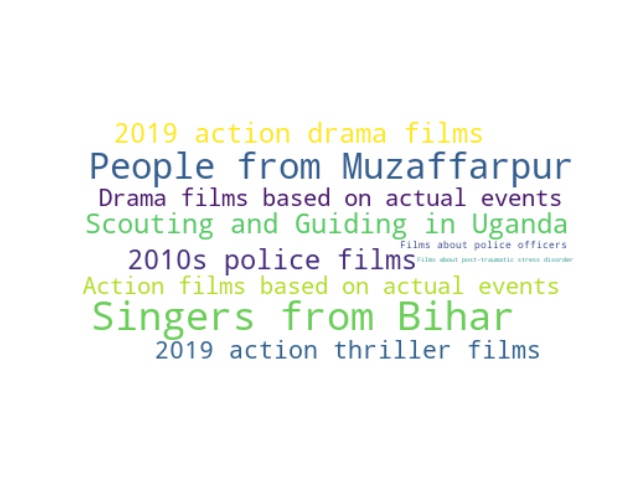 2019 action drama films
People from Muzaffarpur
Drama films based on actual events
Scouting and Guiding in Uganda
Films about police officers
2010s police films
Films about post-traumatic stress disorder
Action films based on actual events
Singers from Bihar
2019 action thriller films